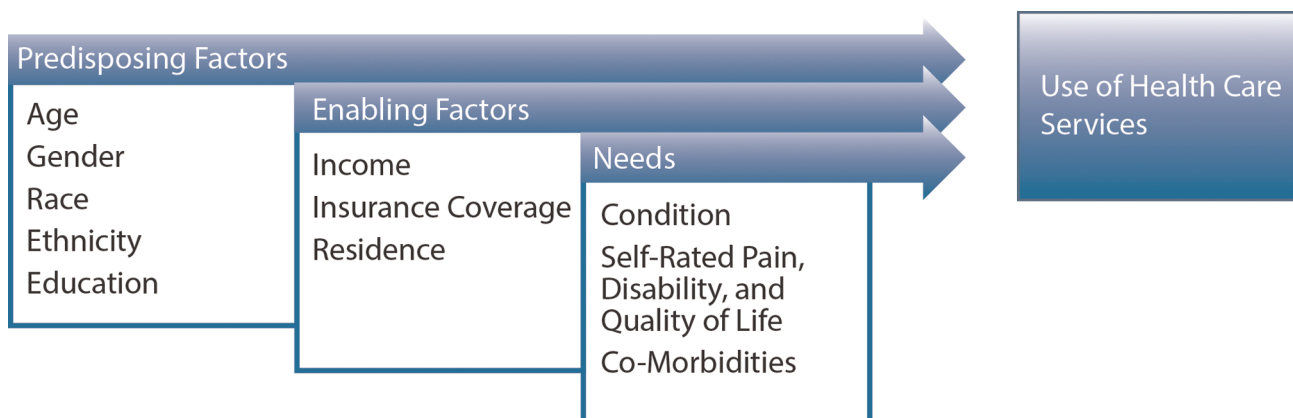 Predisposing Factors
Age
Gender
Race
Ethnicity
Education
Enabling Factors
Income
Insurance Coverage
Residence
Needs
Condition
Self-Rated Pain,
Disability, and
Quality of Life
Co-Morbidities
Use of Health Care
Services